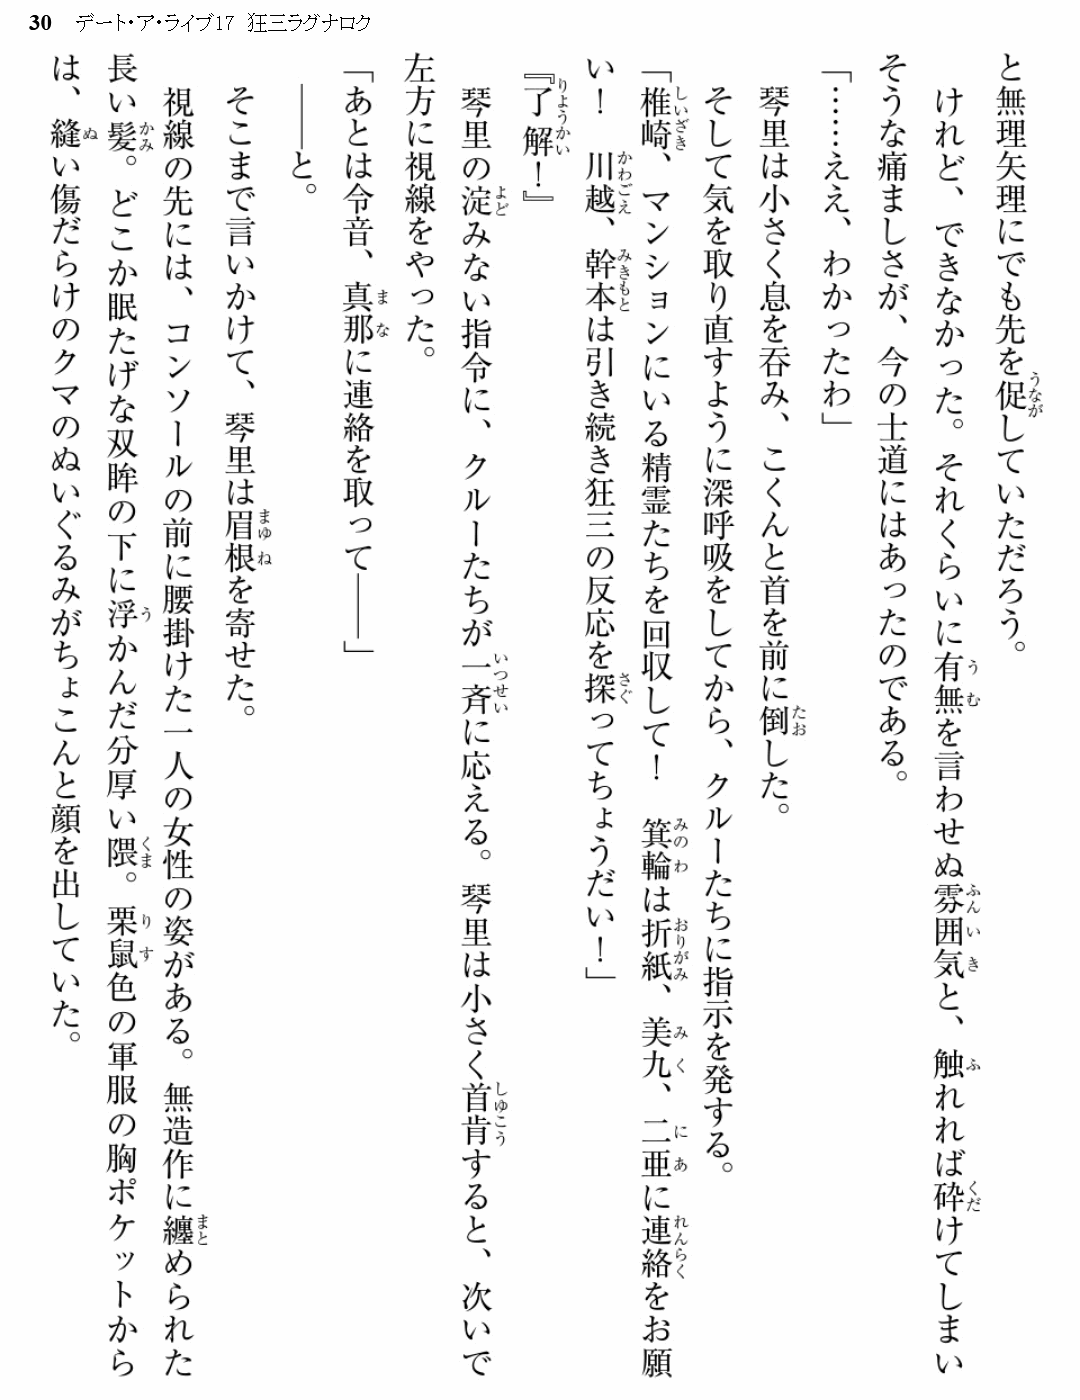 30 デート・ア・ライブ17 狂三ラグナロク
と無理矢理にでも先を促していただろう。
けれど、できなかった。それくらいに有無を言わせぬ雰囲気と、触れれば砕けてしまい
そうな痛ましさが、今の士道にはあったのである。
「……ええ、わかったわ」
琴里は小さく息を呑み、こくんと首を前に倒した。
そして気を取り直すように深呼吸をしてから、クルーたちに指示を発する。
「椎崎、マンションにいる精霊たちを回収して！ 箕輪は折紙、美九、二亜に連絡をお願
い！ 川越、幹本は引き続き狂三の反応を探ってちょうだい！」
『了解！』
琴里の淀みない指令に、クルーたちが一斉に応える。琴里は小さく首肯すると、次いで
左方に視線をやった。
「あとは令音、真那に連絡を取って――」
――と。
そこまで言いかけて、琴里は眉根を寄せた。
視線の先には、コンソールの前に腰掛けた一人の女性の姿がある。無造作に纏められた
長い髪。どこか眠たげな双眸の下に浮かんだ分厚い隈。栗鼠色の軍服の胸ポケットから
は、縫い傷だらけのクマのぬいぐるみがちょこんと顔を出していた。